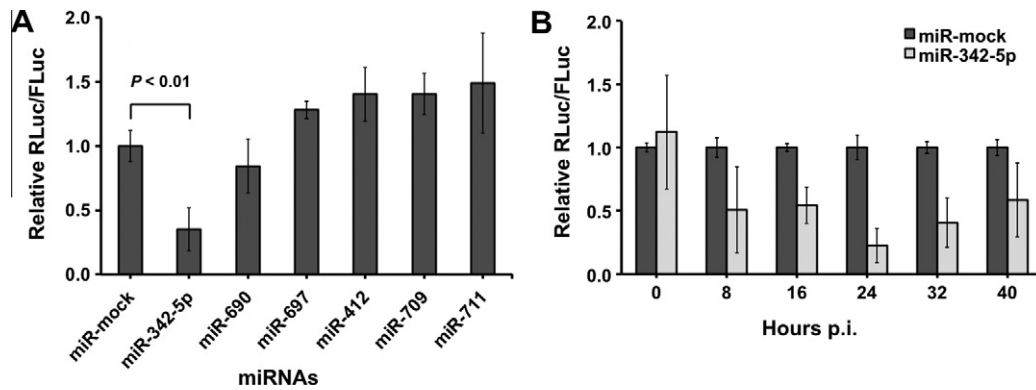 A
Relative RLuc/FLuc
2.0
1.5
1.0
0.5
0.0
P < 0.01
miR-mock
miR-342-5p
miR-690
miR-697
miR-412
miR-709
miR-711
miRNAs
B
Relative RLuc/FLuc
2.0
1.5
1.0
0.5
0.0
miR-mock
miR-342-5p
0 8 16 24 32 40
Hours p.i.